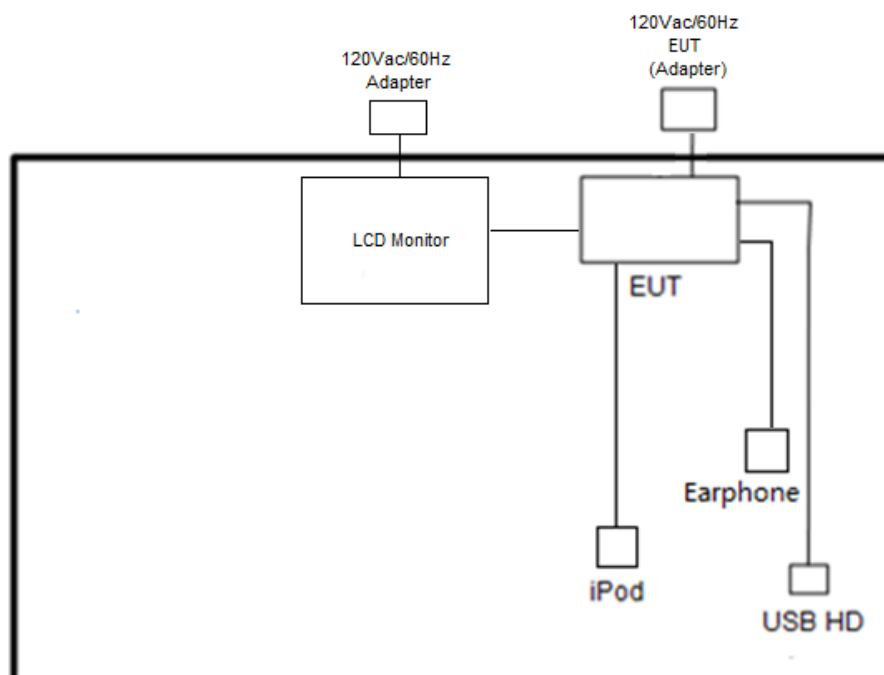 120Vac/60Hz
Adapter
120Vac/60Hz
EUT
(Adapter)
LCD Monitor
EUT
Earphone
iPod
USB HD